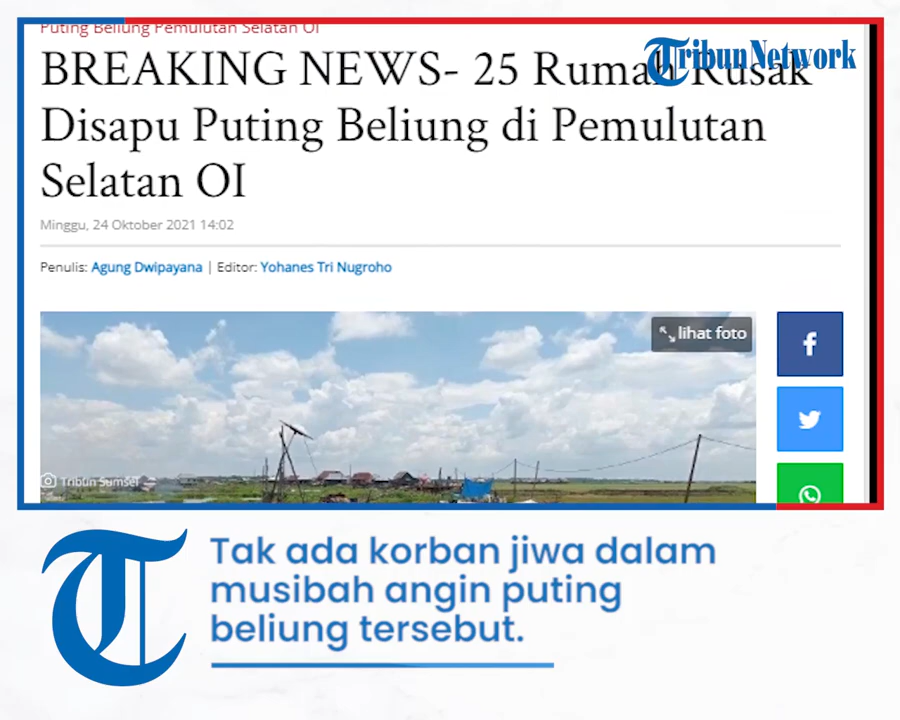 Puting Beliung Pemulutan Selatan OI
BREAKING NEWS- 25 Rumah Rusak
Tribun Network
Disapu Puting Beliung di Pemulutan
Selatan OI
Minggu, 24 Oktober 2021 14:02
Penulis: Agung Dwipayana | Editor: Yohanes Tri Nugroho
lihat foto
f
Tribun Sumsel
T
Tak ada korban jiwa dalam
musibah angin puting
beliung tersebut.